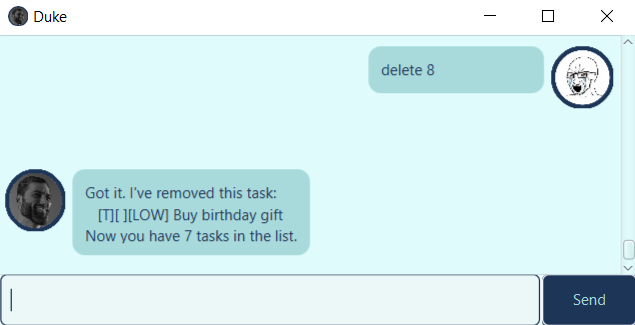 Duke
delete 8
Got it. I've removed this task:
[T][ ][LOW] Buy birthday gift
Now you have 7 tasks in the list.
Send